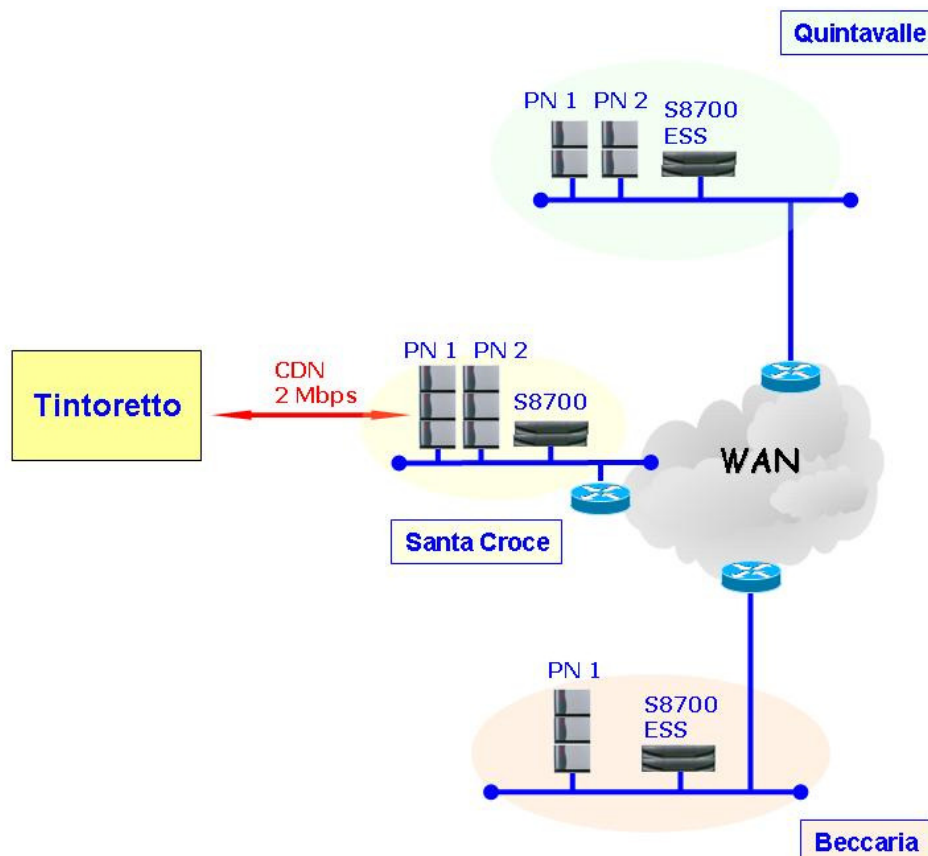 Quintavalle
PN 1
PN 2
S8700
ESS
PN 1
PN 2
S8700
CDN
2 Mbps
Tintoretto
WAN
Santa Croce
PN 1
S8700
ESS
Beccaria